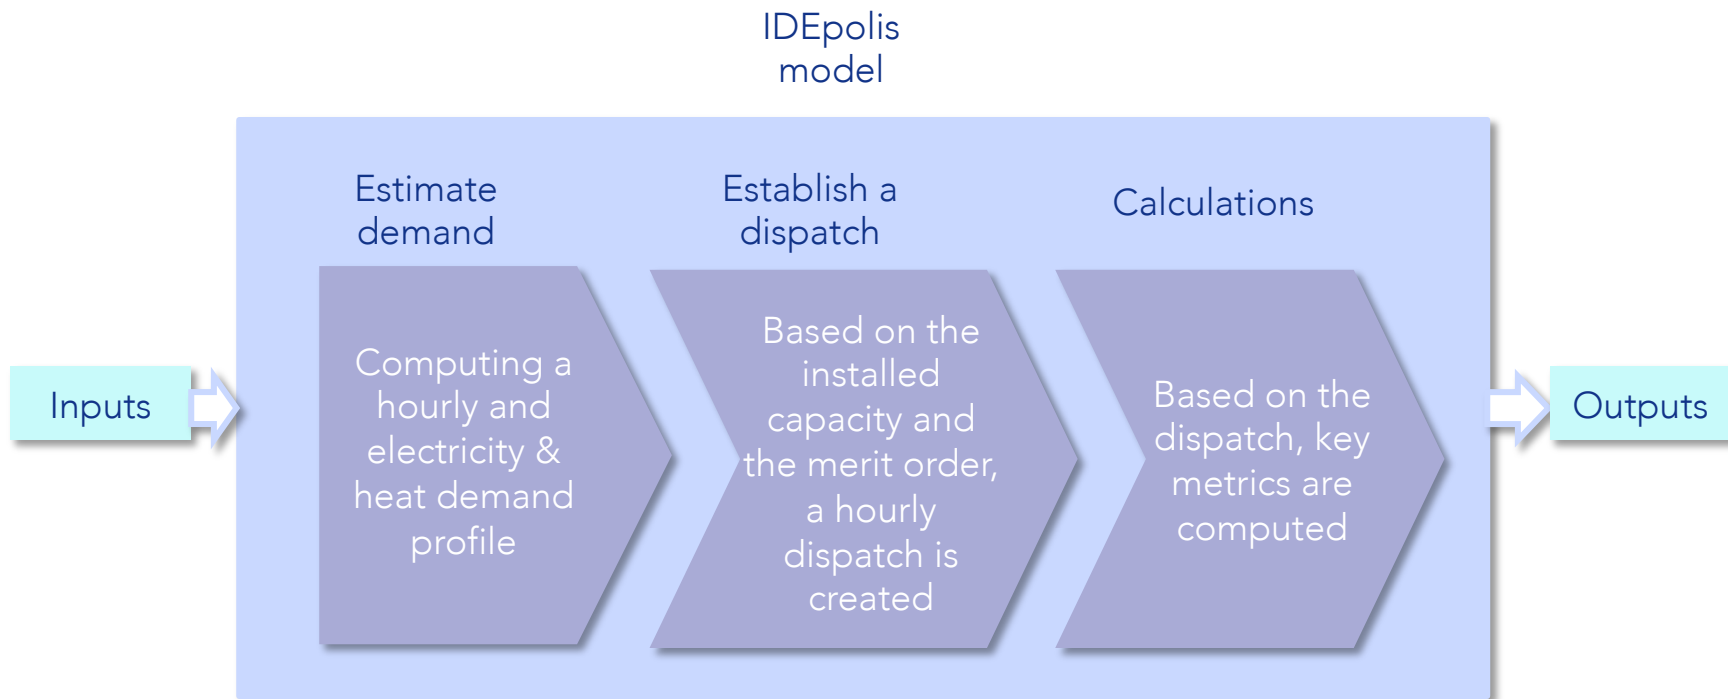 IDEpolis
model
Inputs
Estimate
demand
Computing a
hourly and
electricity &
heat demand
profile
Establish a
dispatch
Based on the
installed
capacity and
the merit order,
a hourly
dispatch is
created
Calculations
Based on the
dispatch, key
metrics are
computed
Outputs